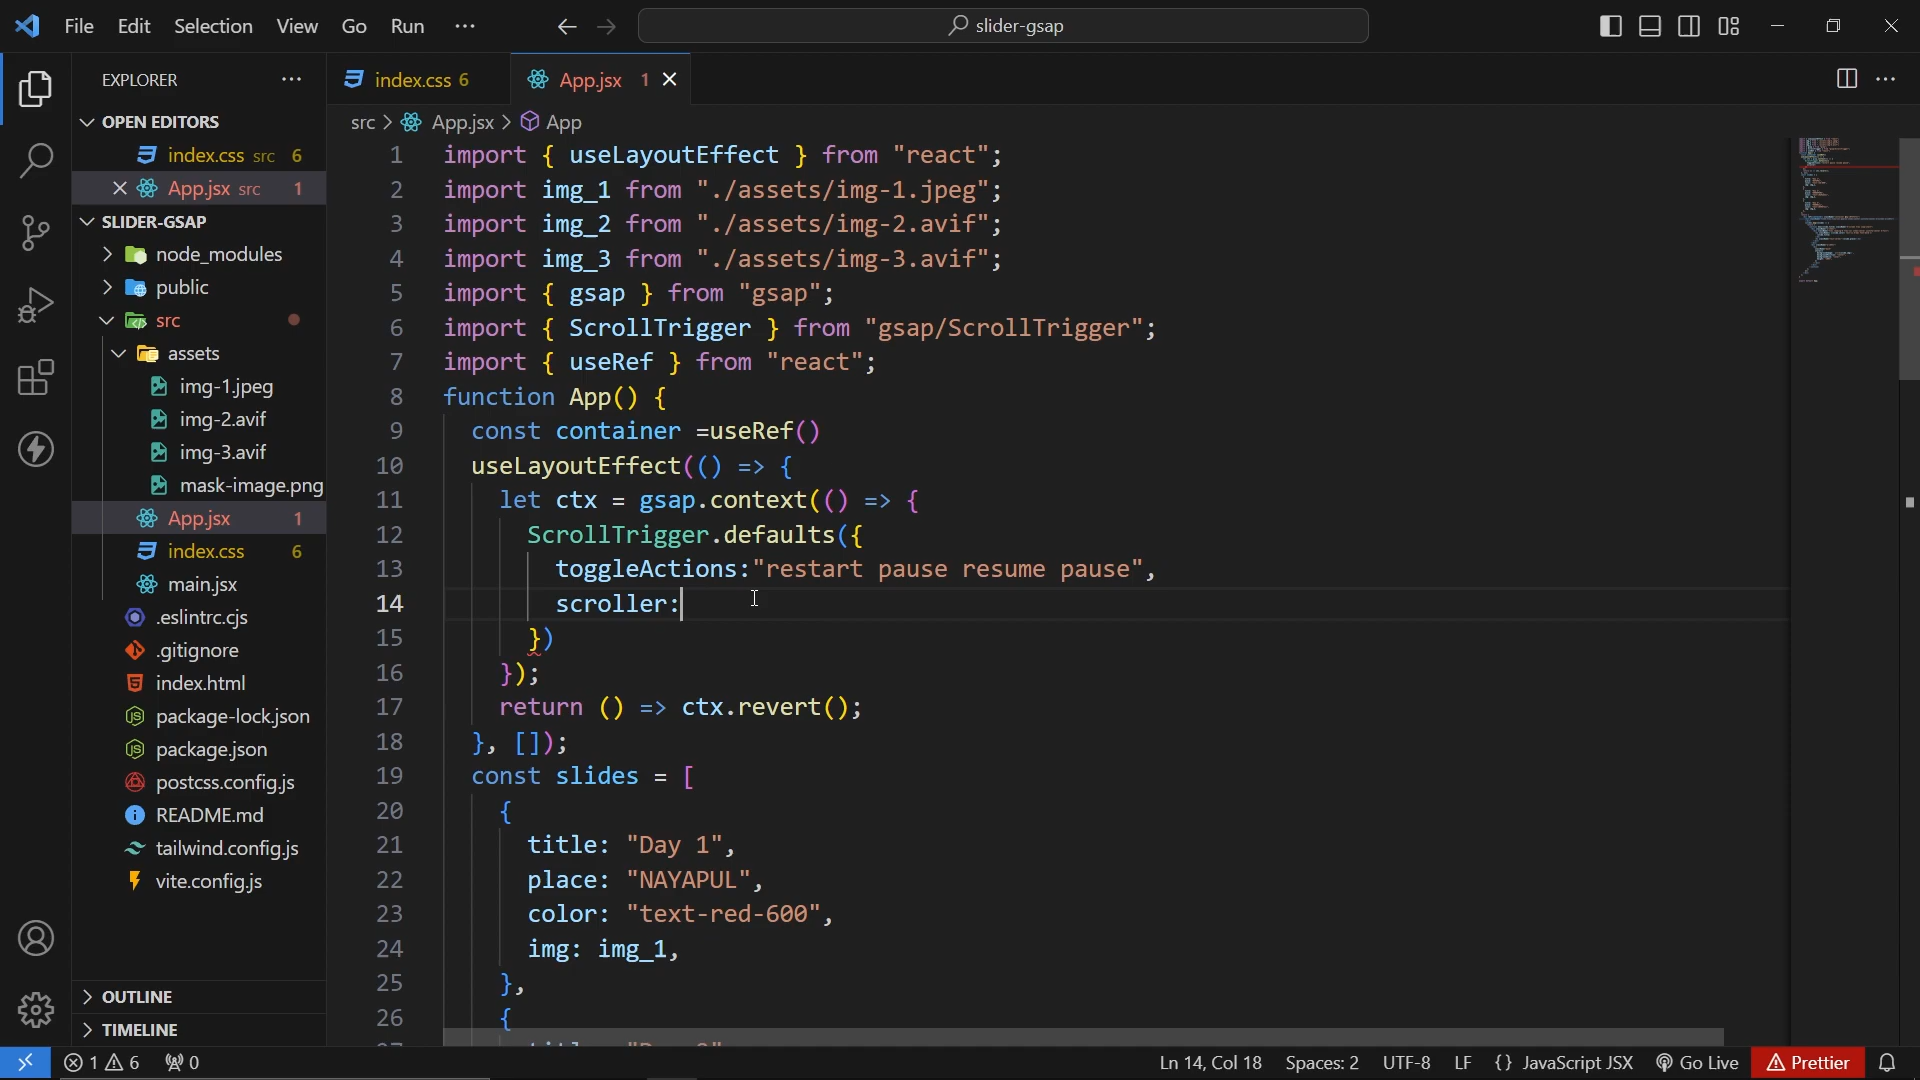 File Edit Selection View Go Run ··· slider-gsap
EXPLORER
OPEN EDITORS
index.css src 6
App.jsx src 1
SLIDER-GSAP
node_modules
public
src
assets
img-1.jpeg
img-2.avif
img-3.avif
mask-image.png
App.jsx 1
index.css 6
main.jsx
.eslintrc.cjs
.gitignore
index.html
package-lock.json
package.json
postcss.config.js
README.md
tailwind.config.js
vite.config.js
OUTLINE
TIMELINE
index.css 6 App.jsx 1
src > App.jsx > App
1 import { useLayoutEffect } from "react";
2 import img_1 from "./assets/img-1.jpeg";
3 import img_2 from "./assets/img-2.avif";
4 import img_3 from "./assets/img-3.avif";
5 import { gsap } from "gsap";
6 import { ScrollTrigger } from "gsap/ScrollTrigger";
7 import { useRef } from "react";
8 function App() {
9 const container =useRef()
10 useLayoutEffect(() => {
11 let ctx = gsap.context(() => {
12 ScrollTrigger.defaults({
13 toggleActions:"restart pause resume pause",
14 scroller:
15 })
16 });
17 return () => ctx.revert();
18 }, []);
19 const slides = [
20 {
21 title: "Day 1",
22 place: "NAYAPUL",
23 color: "text-red-600",
24 img: img_1,
25 },
26 {
1 6 0 Ln 14, Col 18 Spaces: 2 UTF-8 LF {} JavaScript JSX Go Live Prettier